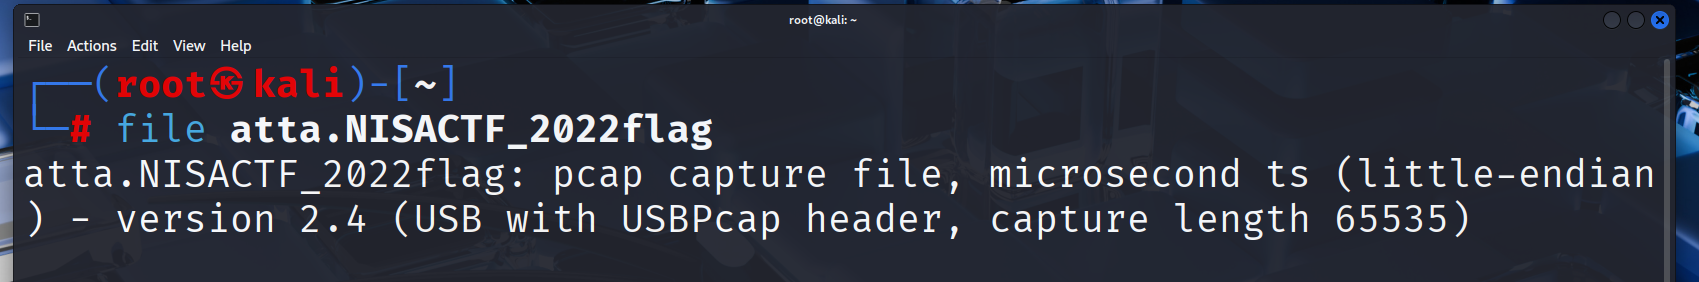 root@kali: ~
File Actions Edit View Help
┌──(root㉿kali)-[~]
└─# file atta.NISACTF_2022flag
atta.NISACTF_2022flag: pcap capture file, microsecond ts (little-endian
) - version 2.4 (USB with USBPcap header, capture length 65535)